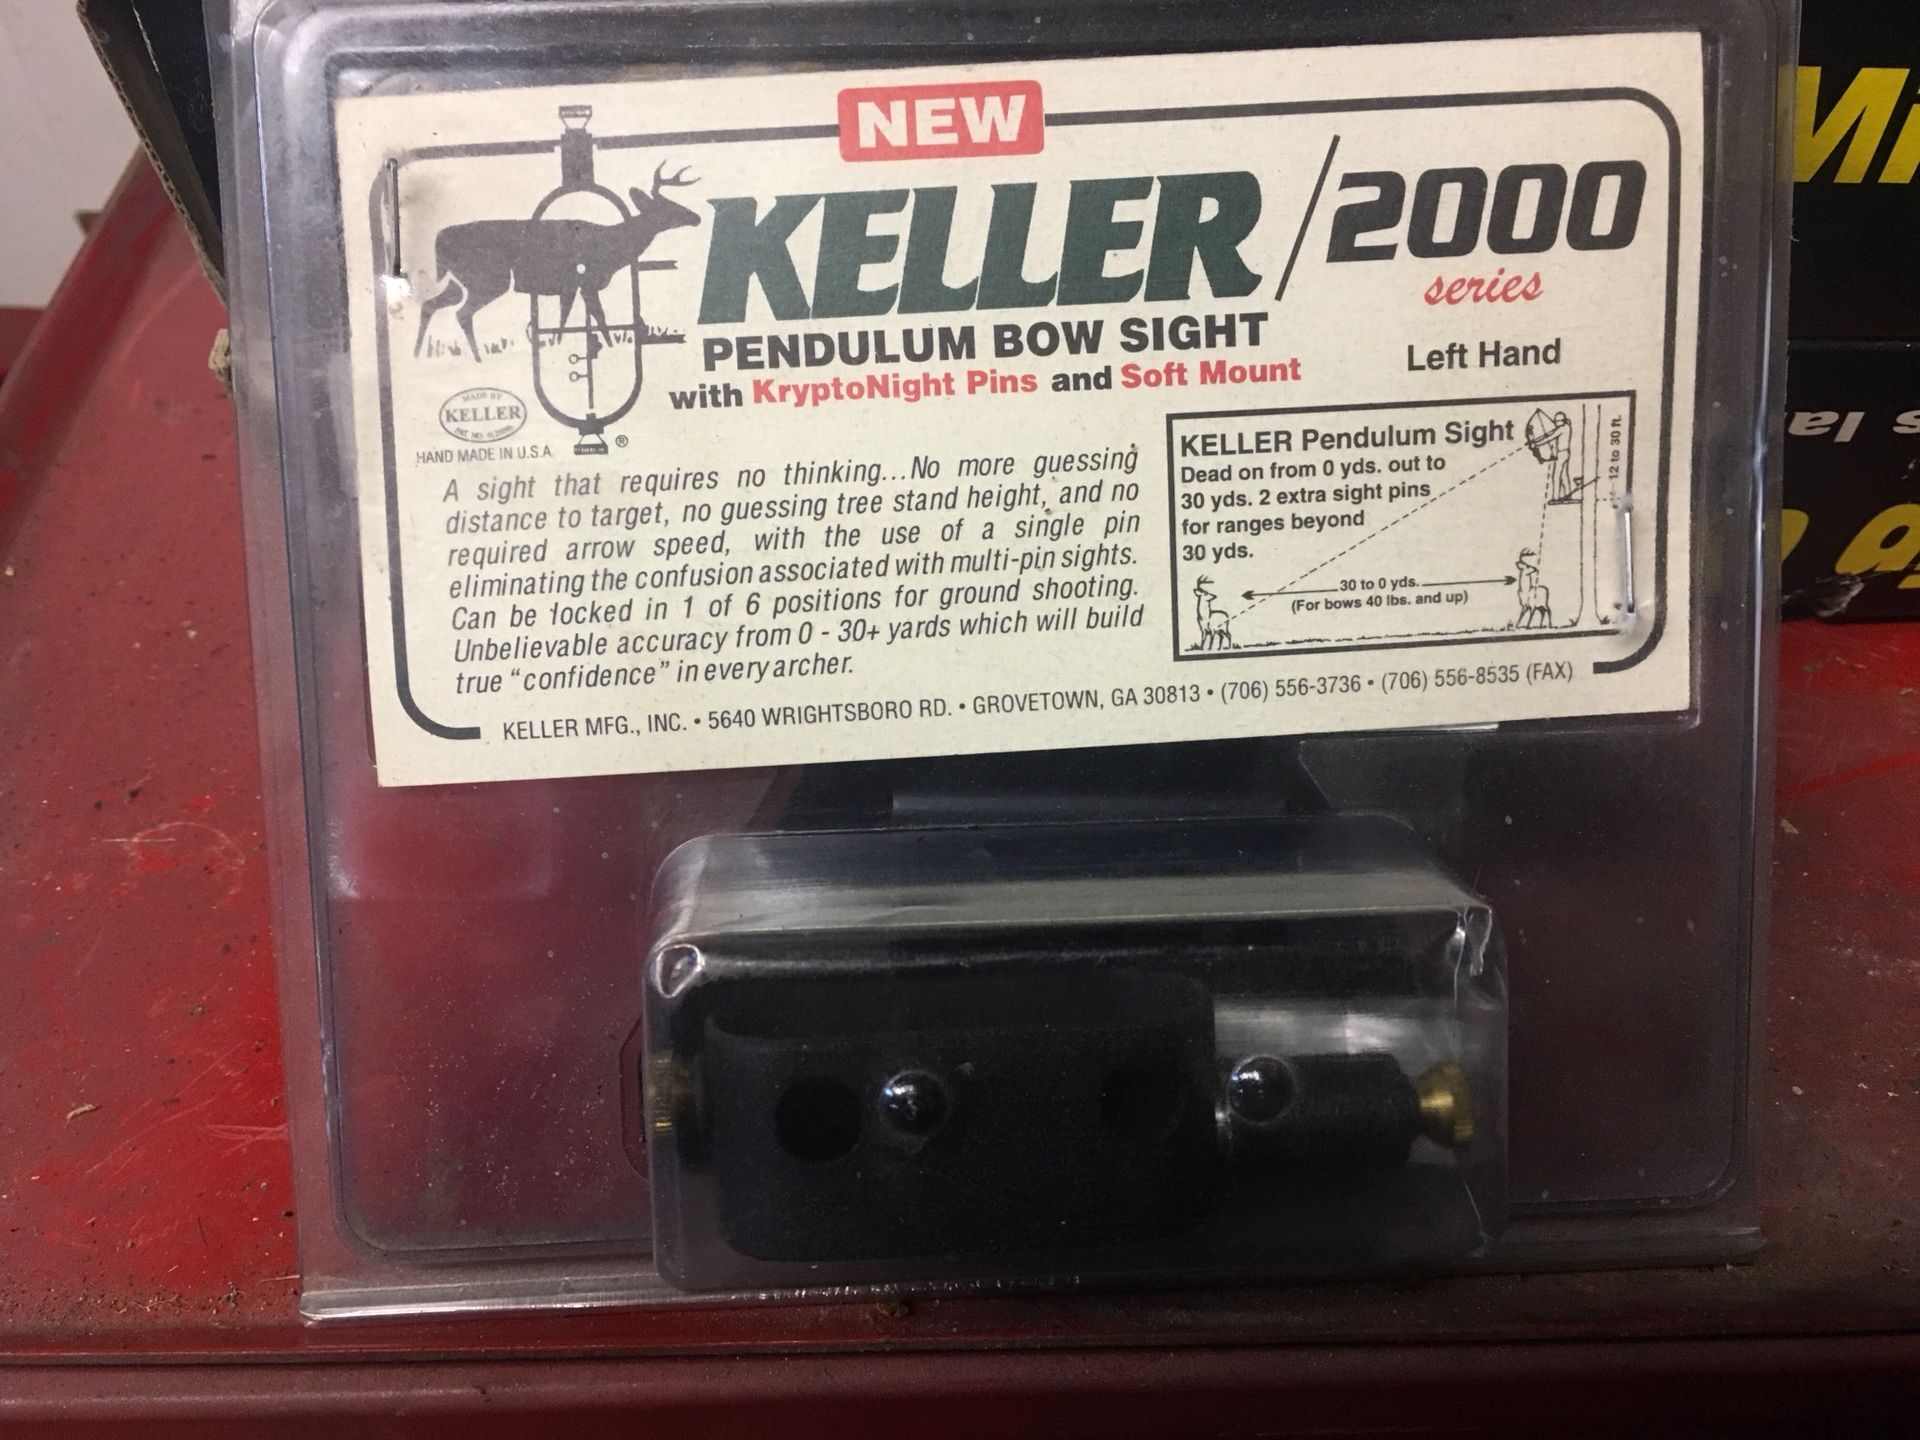 NEW
KELLER/2000
series
PENDULUM BOW SIGHT
with KryptoNight Pins and Soft Mount
Left Hand
MADE BY
KELLER
PAT. NO.
HAND MADE IN U.S.A.
®
A sight that requires no thinking...No more guessing
distance to target, no guessing tree stand height, and no
required arrow speed, with the use of a single pin
eliminating the confusion associated with multi-pin sights.
Can be locked in 1 of 6 positions for ground shooting.
Unbelievable accuracy from 0 - 30+ yards which will build
true “confidence” in every archer.
KELLER Pendulum Sight
Dead on from 0 yds. out to
30 yds. 2 extra sight pins
for ranges beyond
30 yds.
12 to 30 ft.
30 to 0 yds.
(For bows 40 lbs. and up)
KELLER MFG., INC. • 5640 WRIGHTSBORO RD. • GROVETOWN, GA 30813 • (706) 556-3736 • (706) 556-8535 (FAX)
Mi